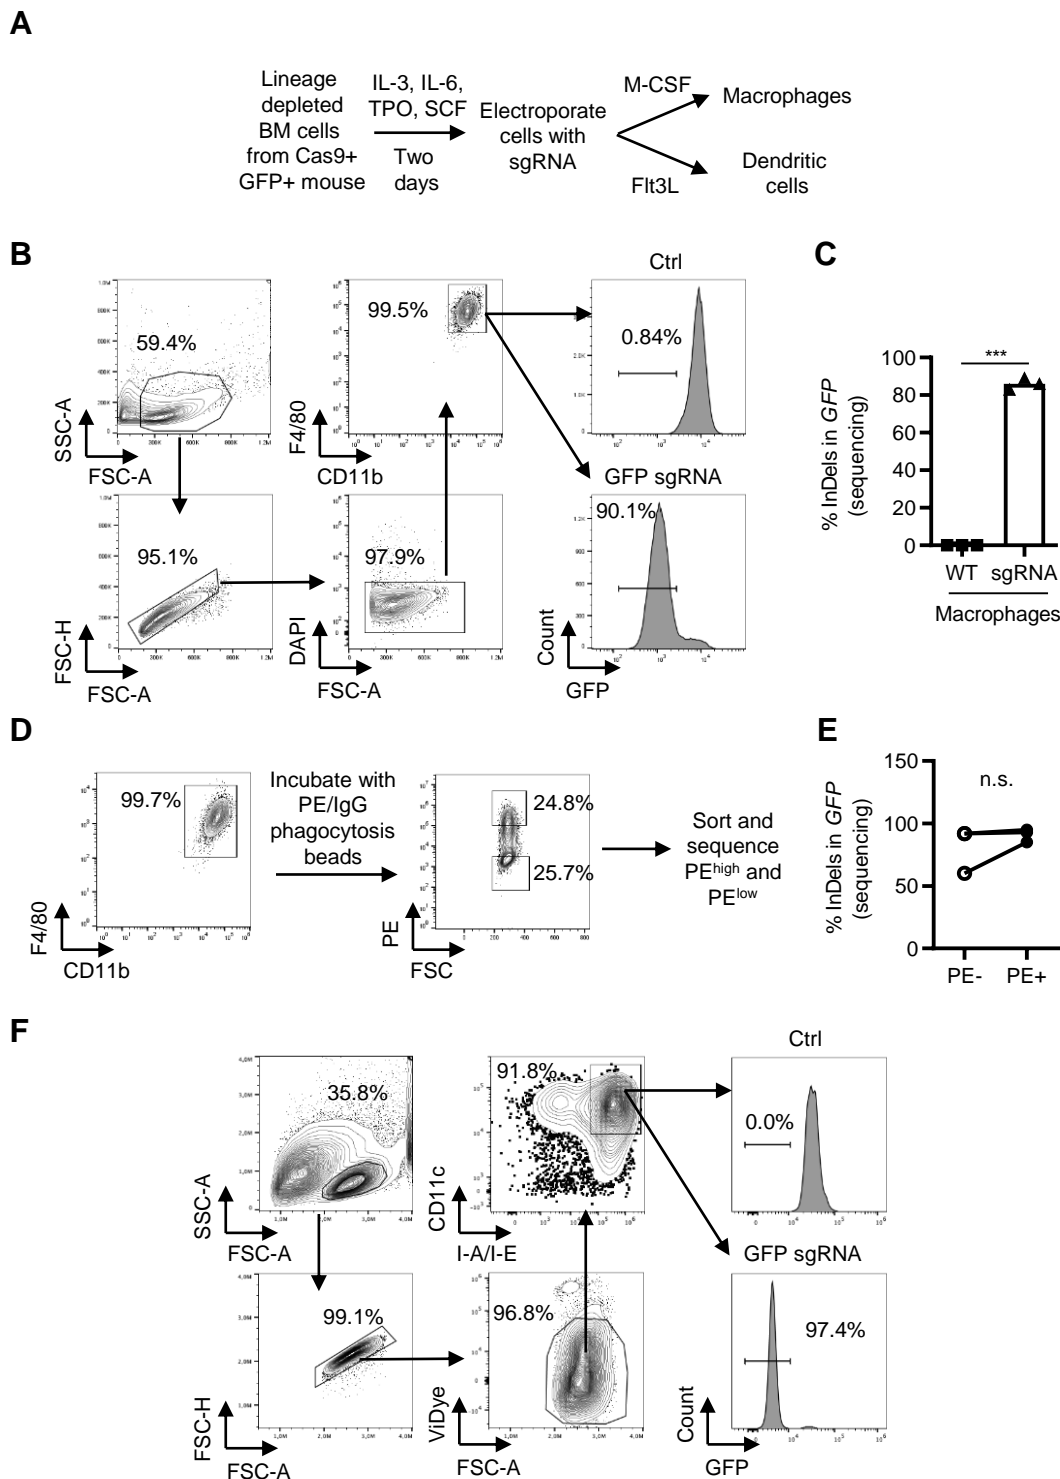 A
Lineage
depleted
BM cells
from Cas9+
GFP+ mouse
IL-3, IL-6,
TPO, SCF
Two
days
Electroporate
cells with
sgRNA
M-CSF
Flt3L
Macrophages
Dendritic
cells
B
59.4%
SSC-A
FSC-A
99.5%
F4/80
CD11b
Ctrl
0.84%
95.1%
FSC-H
FSC-A
97.9%
DAPI
FSC-A
GFP sgRNA
90.1%
Count
GFP
C
% InDels in GFP
(sequencing)
100
80
60
40
20
0
***
WT sgRNA
Macrophages
D
99.7%
F4/80
CD11b
Incubate with
PE/IgG
phagocytosis
beads
24.8%
25.7%
PE
FSC
Sort and
sequence
PEhigh and
PElow
E
% InDels in GFP
(sequencing)
150
100
50
0
n.s.
PE- PE+
F
35.8%
SSC-A
FSC-A
91.8%
CD11c
I-A/I-E
Ctrl
0.0%
99.1%
FSC-H
FSC-A
96.8%
ViDye
FSC-A
GFP sgRNA
97.4%
Count
GFP